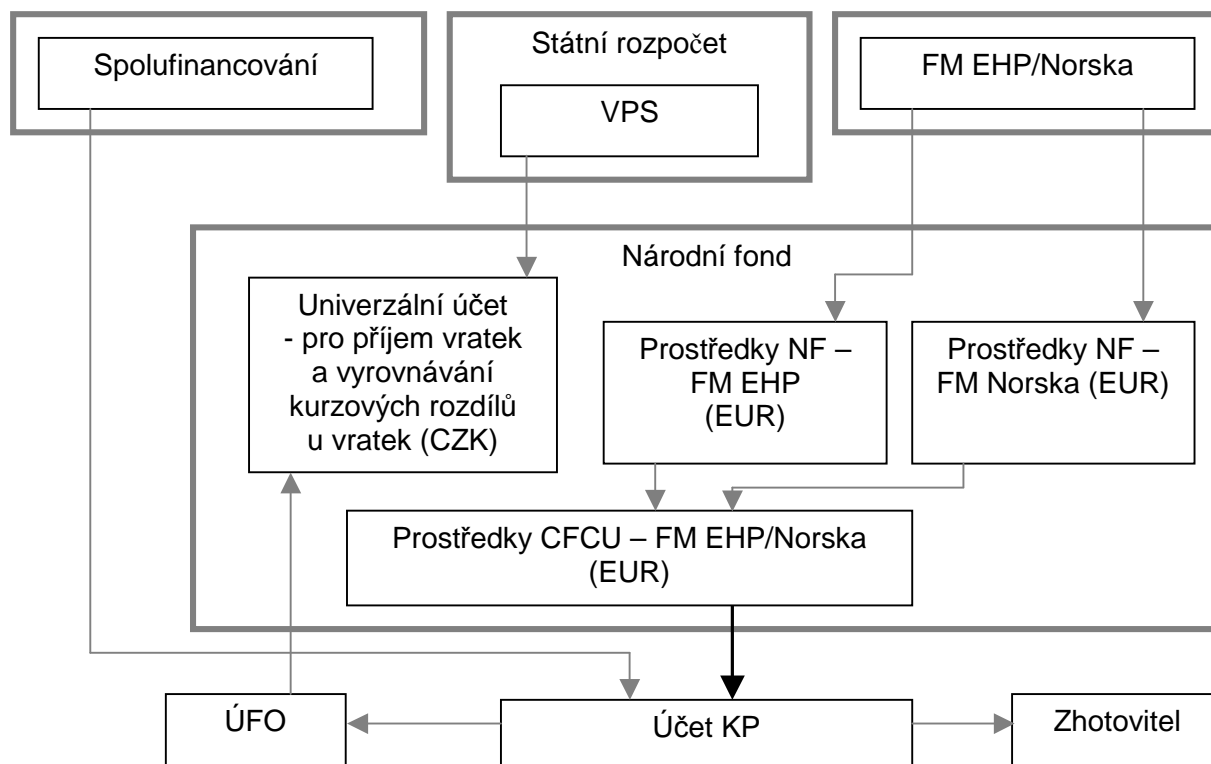 Spolufinancování
Státní rozpočet
VPS
FM EHP/Norska
Národní fond
Univerzální účet
- pro příjem vratek
a vyrovnávání
kurzových rozdílů
u vratek (CZK)
Prostředky NF –
FM EHP
(EUR)
Prostředky NF –
FM Norska (EUR)
Prostředky CFCU – FM EHP/Norska
(EUR)
ÚFO
Účet KP
Zhotovitel